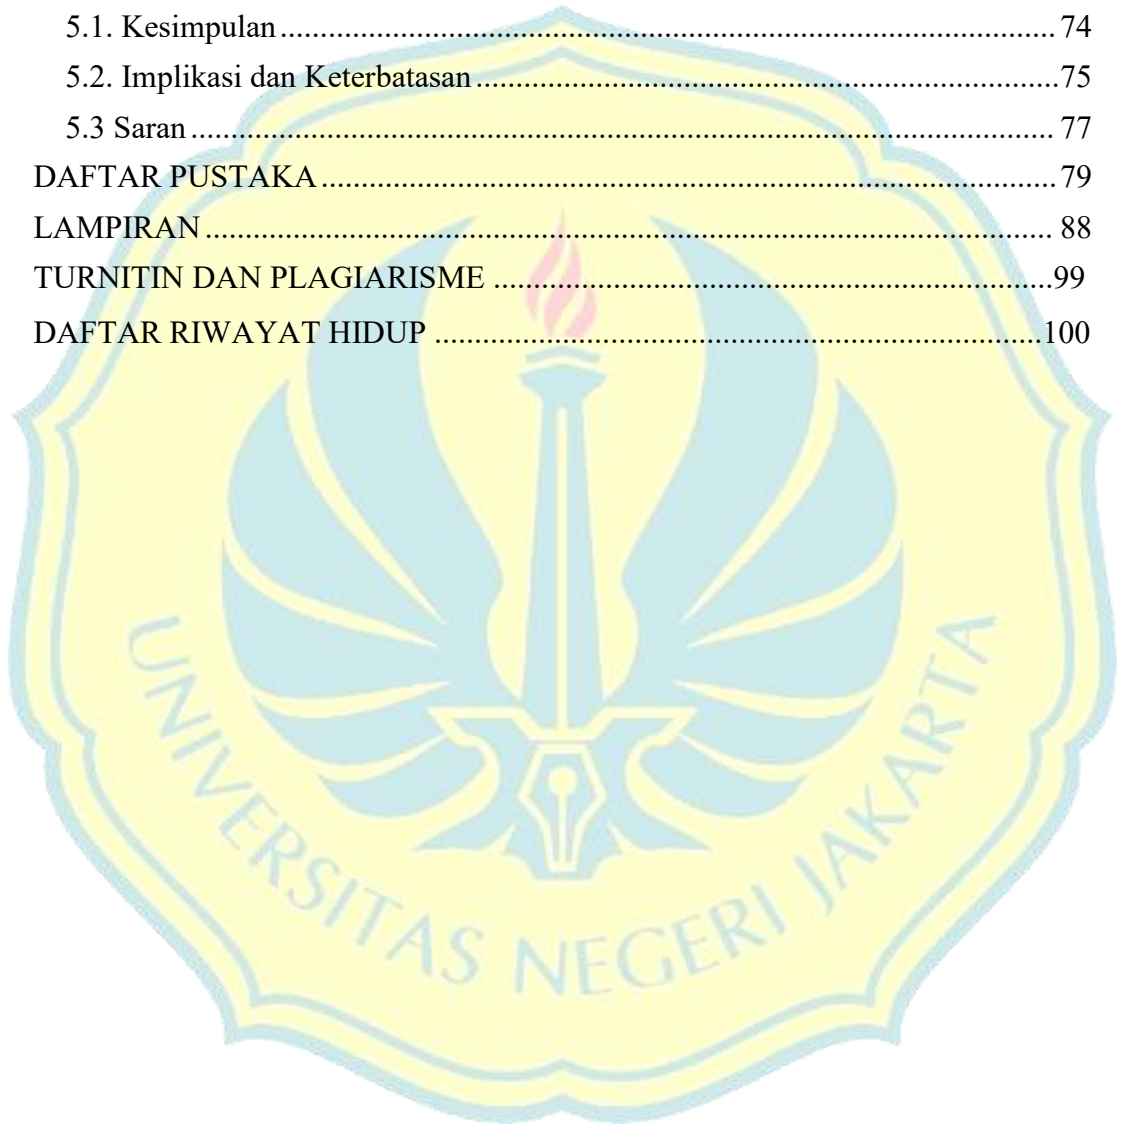 5.1. Kesimpulan ........................................................................................................ 74
5.2. Implikasi dan Keterbatasan ..............................................................................75
5.3 Saran .................................................................................................................... 77
DAFTAR PUSTAKA ................................................................................................... 79
LAMPIRAN .................................................................................................................. 88
TURNITIN DAN PLAGIARISME ...........................................................................99
DAFTAR RIWAYAT HIDUP ..................................................................................100
UNIVERSITAS NEGERI JAKARTA